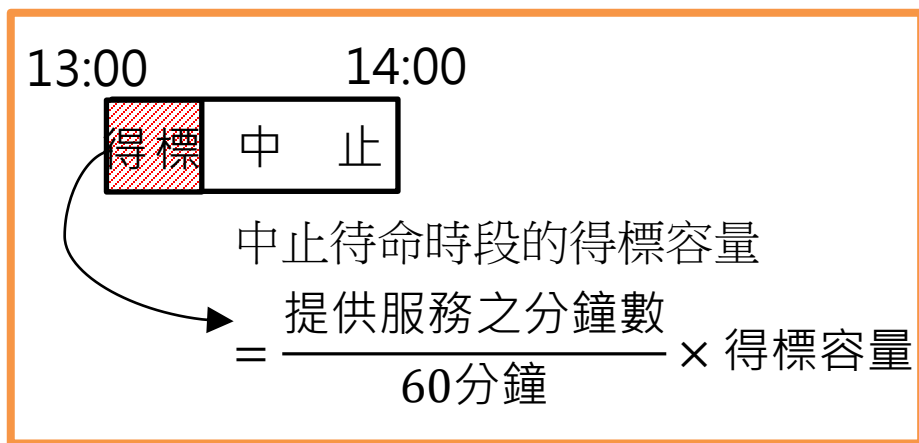 13:00 14:00
得標 中 止
中止待命時段的得標容量
= 提供服務之分鐘數 / 60分鐘 × 得標容量